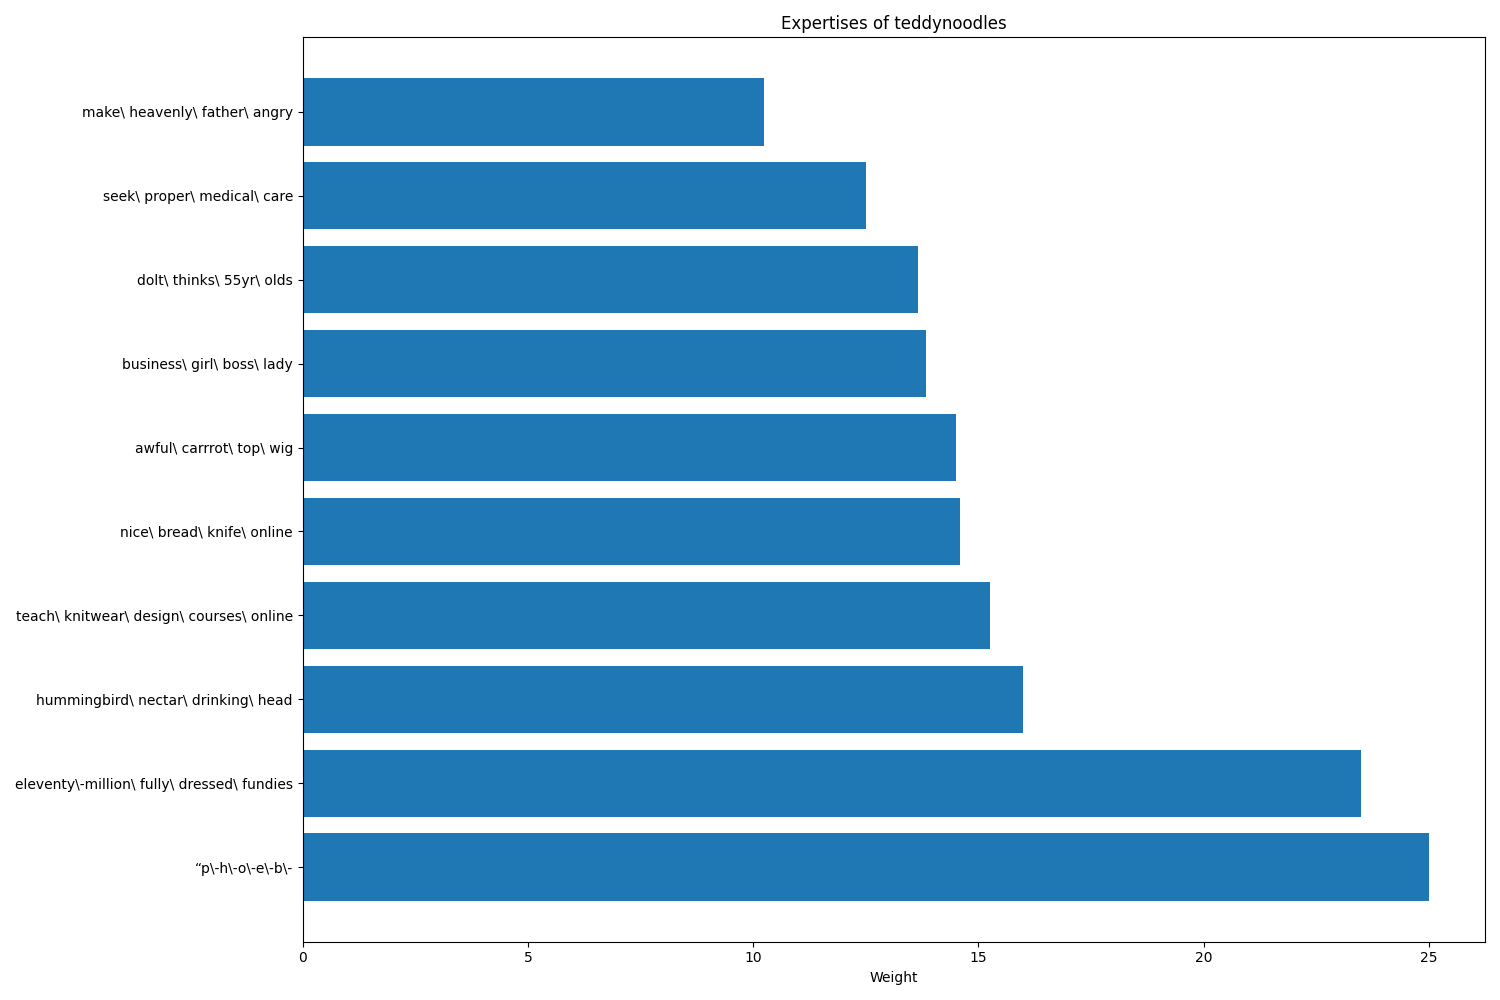 Expertises of teddynoodles
make\ heavenly\ father\ angry
seek\ proper\ medical\ care
dolt\ thinks\ 55yr\ olds
business\ girl\ boss\ lady
awful\ carrrot\ top\ wig
nice\ bread\ knife\ online
teach\ knitwear\ design\ courses\ online
hummingbird\ nectar\ drinking\ head
eleventy\-million\ fully\ dressed\ fundies
“p\-h\-o\-e\-b\-
0 5 10 15 20 25
Weight